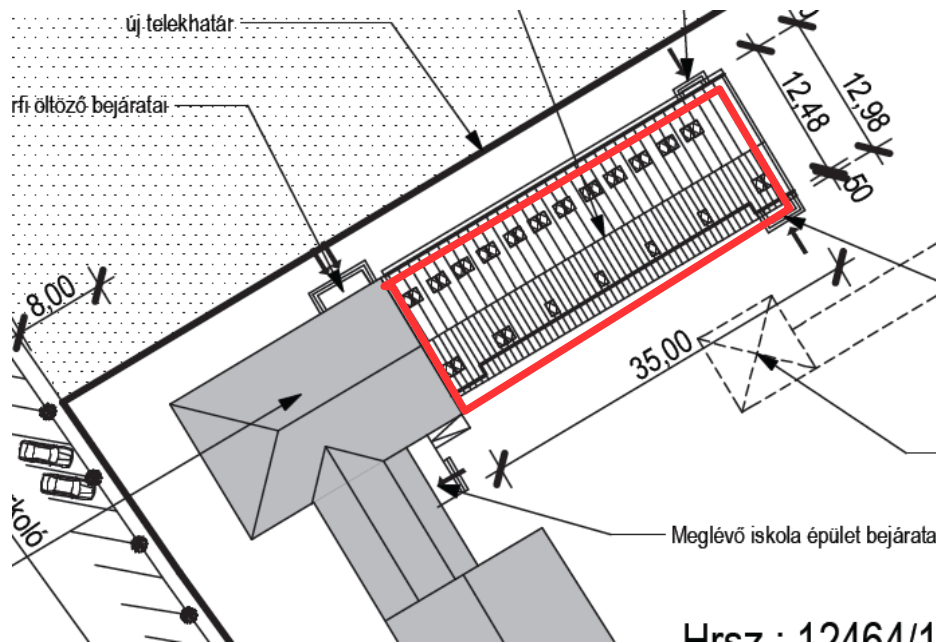 új telekhatár
rfi öltöző bejáratai
12,48
12,98
50
8,00
35,00
koló
Meglévő iskola épület bejárata
Hrsz.: 12464/1